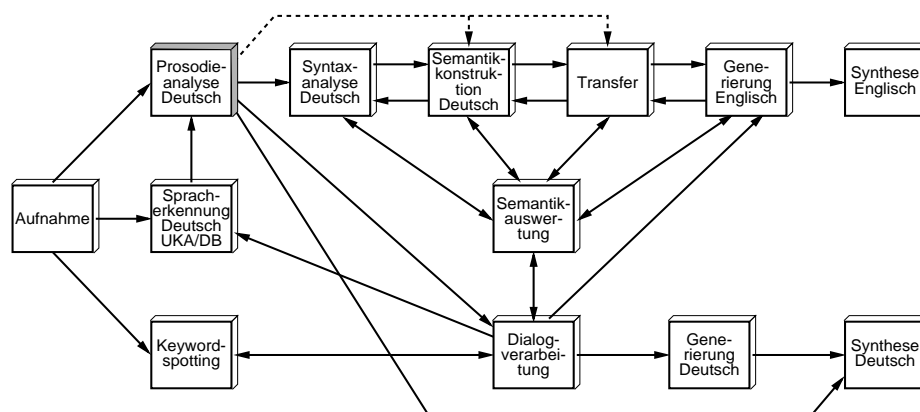 Prosodie-
analyse
Deutsch
Syntax-
analyse
Deutsch
Semantik-
konstruk-
tion
Deutsch
Transfer
Gene-
rierung
Englisch
Synthese
Englisch
Aufnahme
Sprach-
erkennung
Deutsch
UKA/DB
Semantik-
auswer-
tung
Keyword-
spotting
Dialog-
verarbei-
tung
Gene-
rierung
Deutsch
Synthese
Deutsch